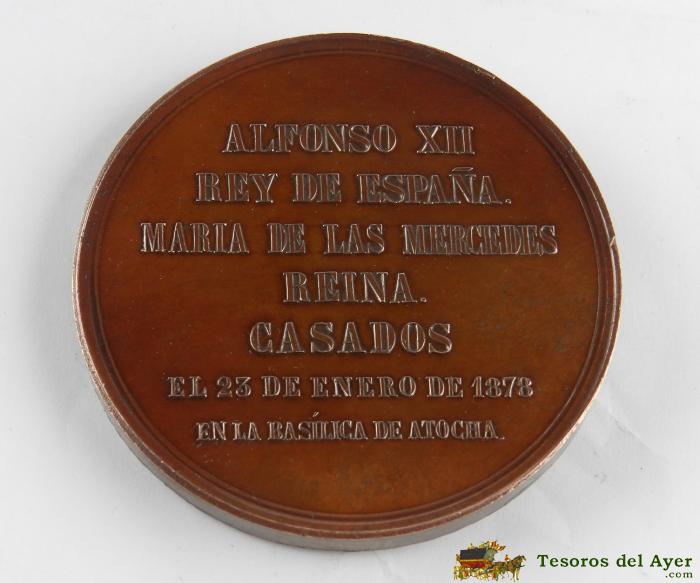 ALFONSO XII
REY DE ESPAÑA.
MARIA DE LAS MERCEDES
REINA.
CASADOS
EL 23 DE ENERO DE 1878
EN LA BASÍLICA DE ATOCHA.
Tesoros del Ayer
.com